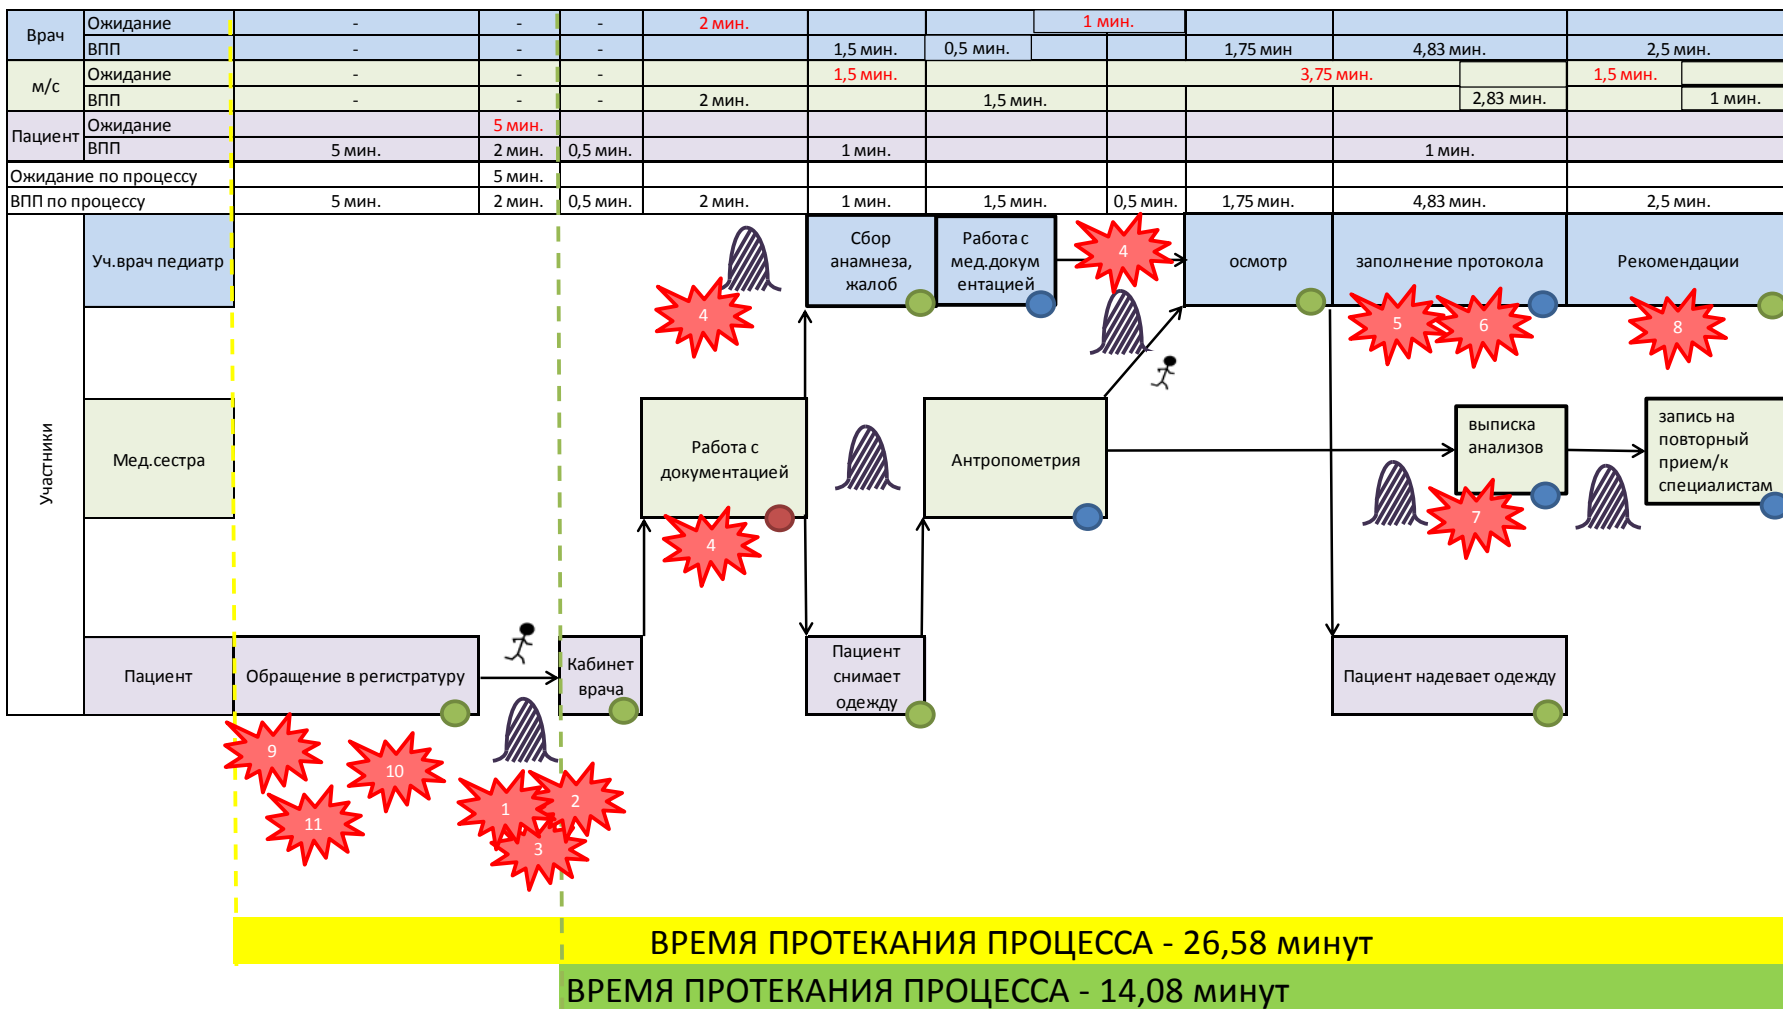 Врач Ожидание - - - 2 мин. 1 мин.
ВПП - - - 1,5 мин. 0,5 мин. 1,75 мин 4,83 мин. 2,5 мин.
м/с Ожидание - - - 1,5 мин. 3,75 мин. 1,5 мин.
ВПП - - - 2 мин. 1,5 мин. 2,83 мин. 1 мин.
Пациент Ожидание 5 мин.
ВПП 5 мин. 2 мин. 0,5 мин. 1 мин. 1 мин.
Ожидание по процессу 5 мин.
ВПП по процессу 5 мин. 2 мин. 0,5 мин. 2 мин. 1 мин. 1,5 мин. 0,5 мин. 1,75 мин. 4,83 мин. 2,5 мин.
Участники
Уч.врач педиатр
Сбор
анамнеза,
жалоб
Работа с
мед.докум
ентацией
4
осмотр
заполнение протокола
Рекомендации
4
5
6
8
Мед.сестра
Работа с
документацией
4
Антропометрия
выписка
анализов
7
запись на
повторный
прием/к
специалистам
Пациент
Обращение в регистратуру
Кабинет
врача
Пациент
снимает
одежду
Пациент надевает одежду
9
10
11
1
2
3
ВРЕМЯ ПРОТЕКАНИЯ ПРОЦЕССА - 26,58 минут
ВРЕМЯ ПРОТЕКАНИЯ ПРОЦЕССА - 14,08 минут